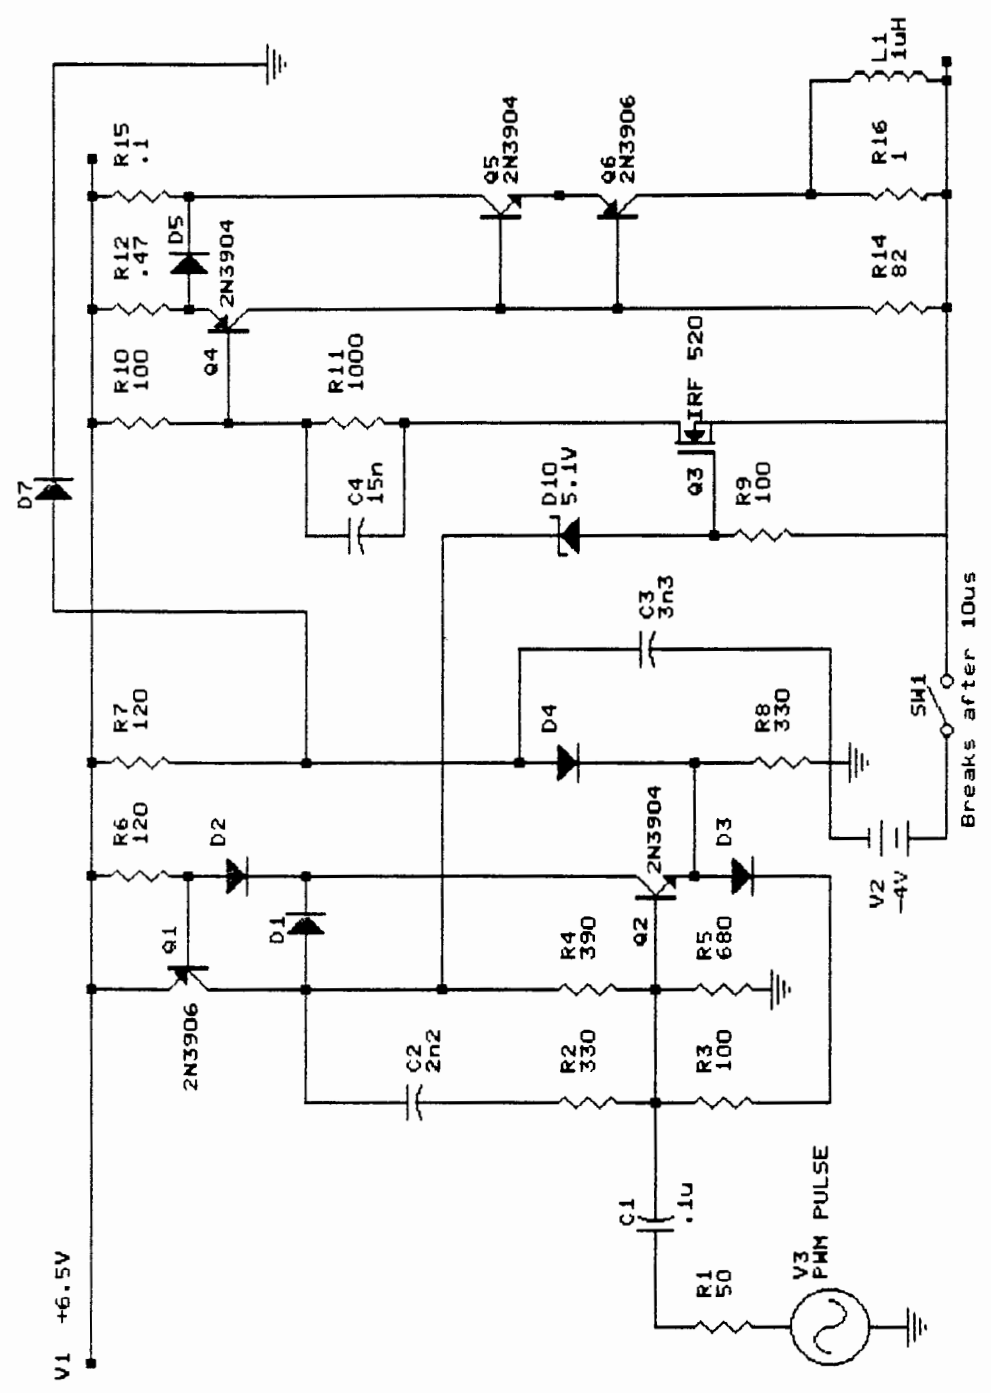 V1 +6.5V
R6
120
R7
120
D7
R10
100
R12
.47
R15
.1
2N3906
Q1
D2
D1
C2
2n2
C4
15n
R11
1000
Q4
2N3904
D5
R2
330
R4
390
Q2
2N3904
D4
C3
3n3
D10
5.1V
Q5
2N3904
Q6
2N3906
R1
50
C1
.1u
R3
100
R5
680
D3
R8
330
R9
100
Q3
IRF 520
V3
PWM PULSE
V2
-4V
SW1
Breaks after 10us
R14
82
R16
1
L1
1uH